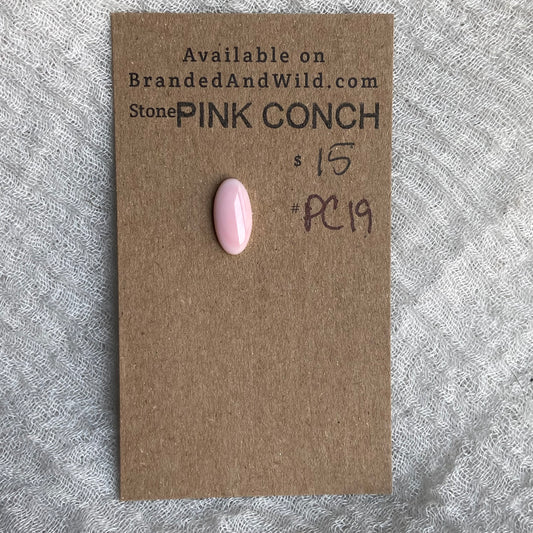 Available on
BrandedAndWild.com
Stone PINK CONCH
$ 15
# PC19